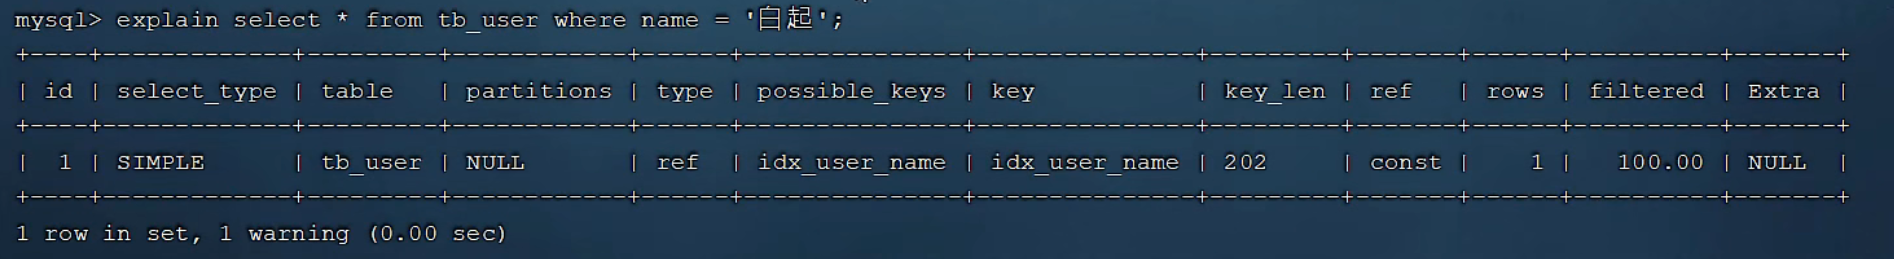 mysql> explain select * from tb_user where name = '白起';
+----+-------------+---------+------------+------+---------------+---------------+---------+-------+------+----------+-------+
| id | select_type | table   | partitions | type | possible_keys | key           | key_len | ref   | rows | filtered | Extra |
+----+-------------+---------+------------+------+---------------+---------------+---------+-------+------+----------+-------+
|  1 | SIMPLE      | tb_user | NULL       | ref  | idx_user_name | idx_user_name | 202     | const |    1 |   100.00 | NULL  |
+----+-------------+---------+------------+------+---------------+---------------+---------+-------+------+----------+-------+
1 row in set, 1 warning (0.00 sec)